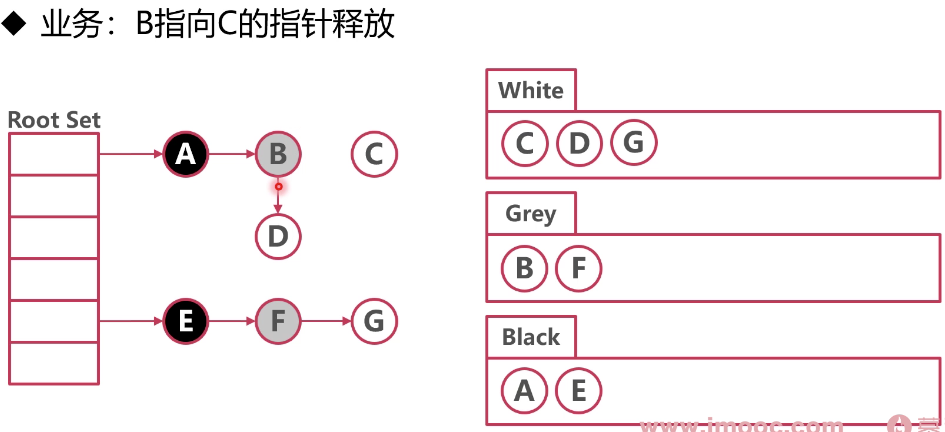 ◆ 业务：B指向C的指针释放
Root Set
A B C
D
E F G
White
C D G
Grey
B F
Black
A E
www.imooc.com 慕